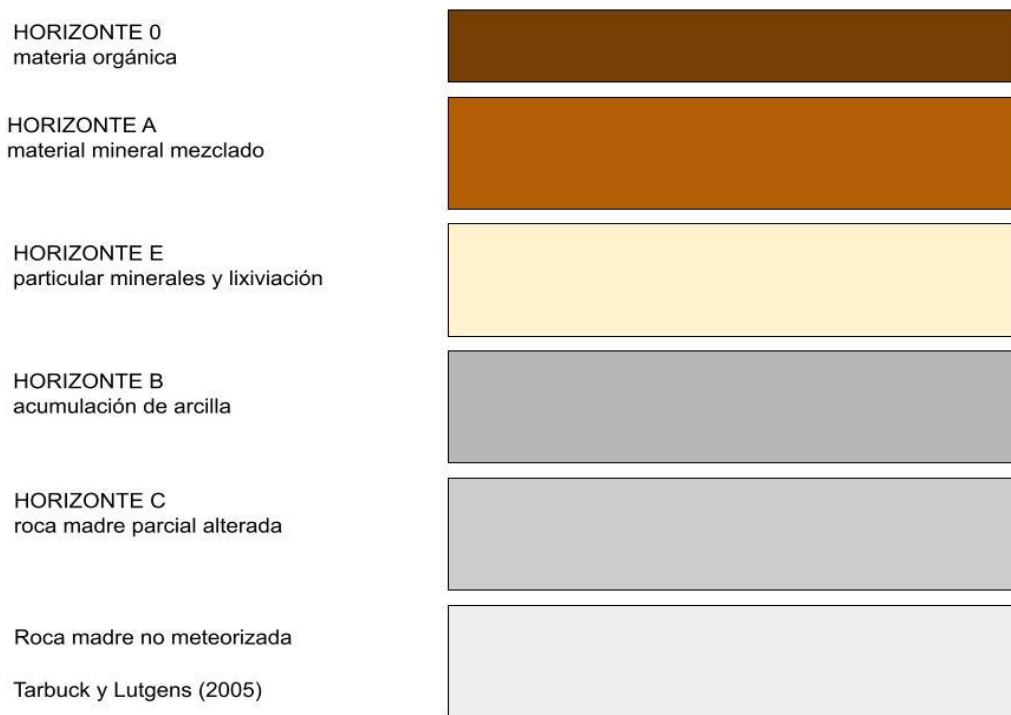 HORIZONTE 0
materia orgánica
HORIZONTE A
material mineral mezclado
HORIZONTE E
particular minerales y lixiviación
HORIZONTE B
acumulación de arcilla
HORIZONTE C
roca madre parcial alterada
Roca madre no meteorizada
Tarbuck y Lutgens (2005)